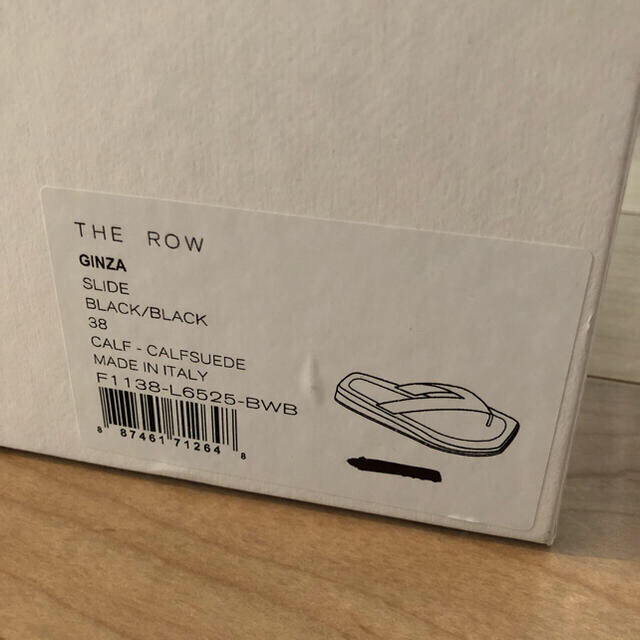 THE ROW
GINZA
SLIDE
BLACK/BLACK
38
CALF - CALFSUEDE
MADE IN ITALY
F1138-L6525-BWB
8 87461 71264 8